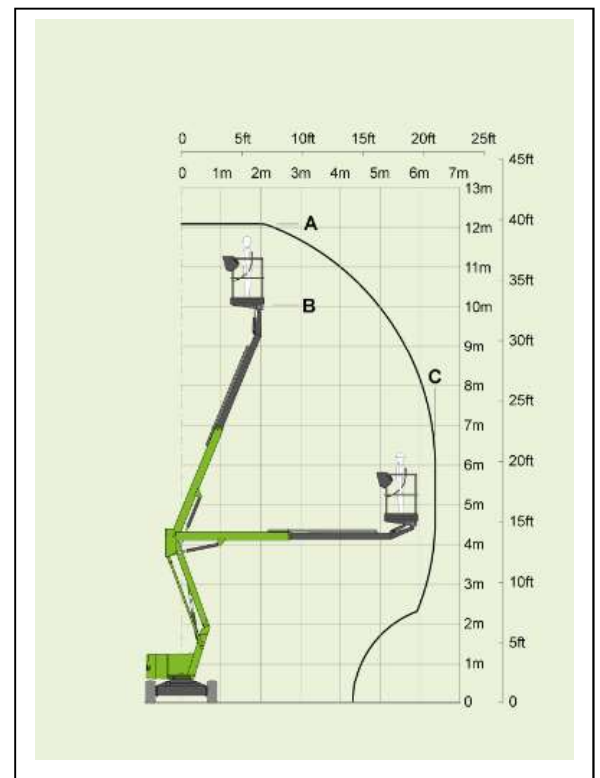 0 5ft 10ft 15ft 20ft 25ft
0 1m 2m 3m 4m 5m 6m 7m
45ft
13m
40ft
A
12m
11m
35ft
B
10m
9m
30ft
C
8m
25ft
7m
6m
20ft
5m
15ft
4m
3m
10ft
2m
5ft
1m
0 0